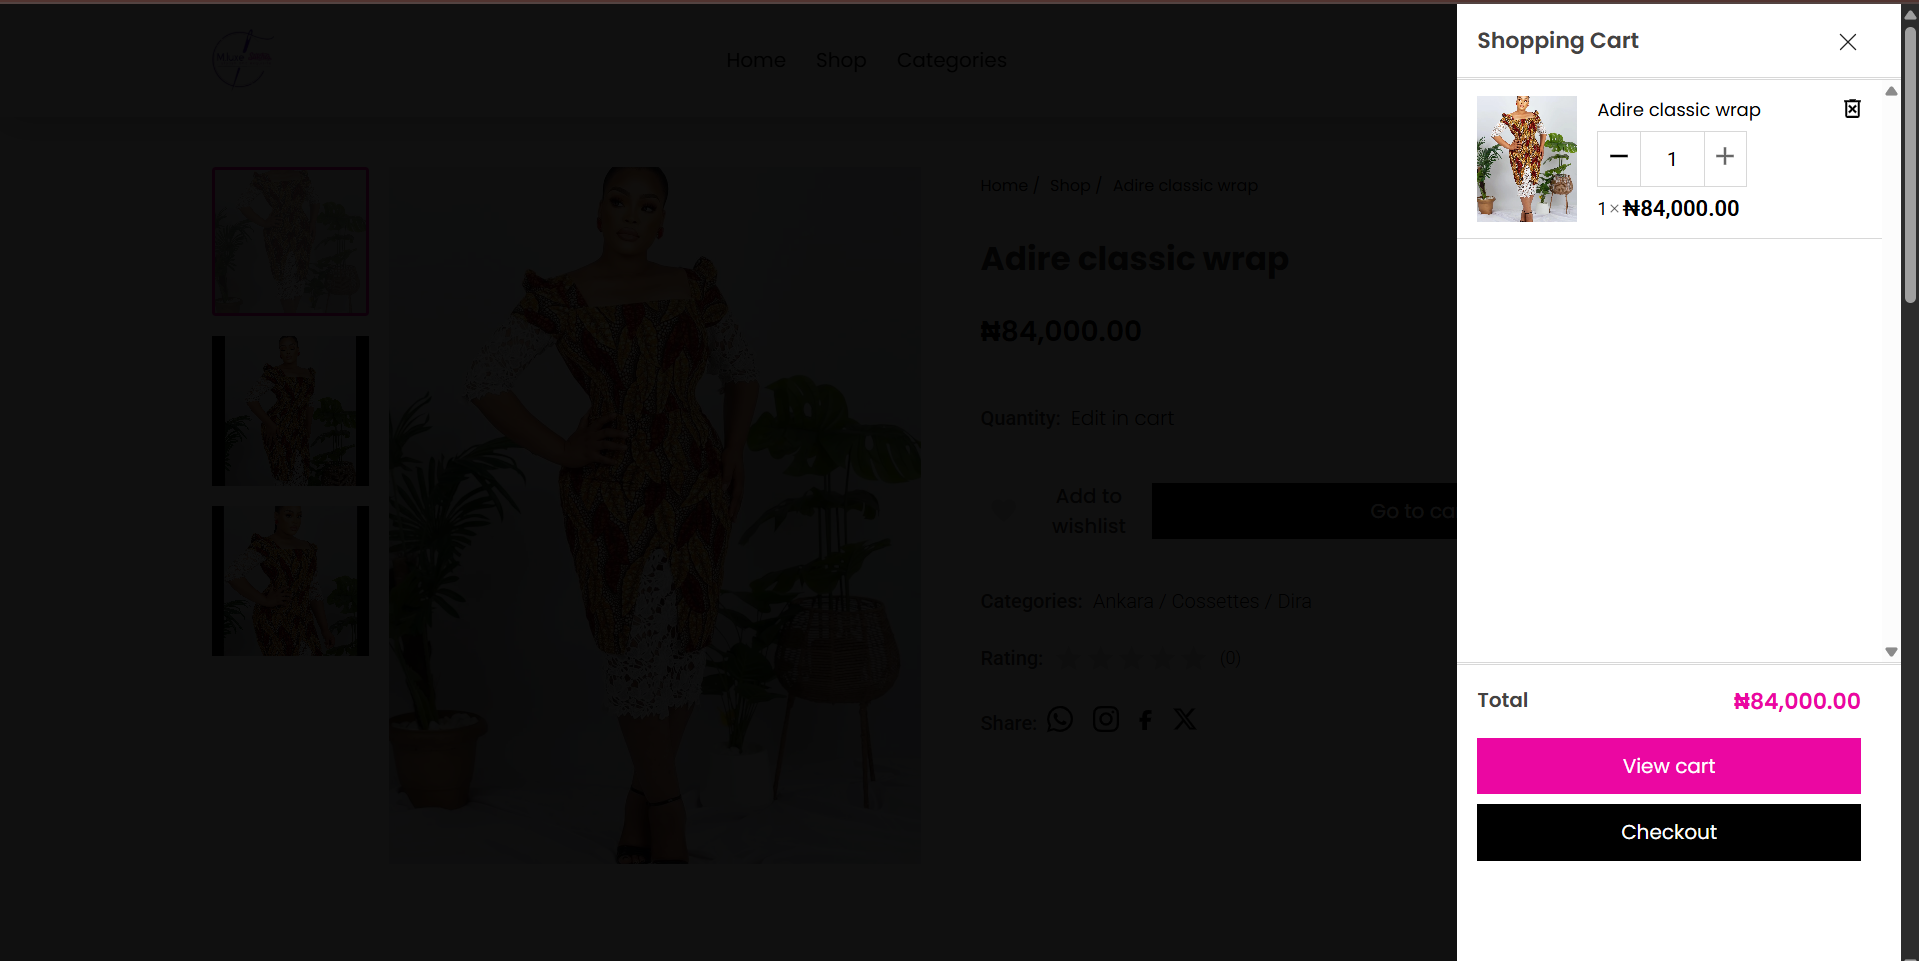 Home Shop Categories
Home / Shop / Adire classic wrap
Adire classic wrap
₦84,000.00
Quantity: Edit in cart
Add to
wishlist
Go to ca
Categories: Ankara / Cossettes / Dira
Rating: (0)
Share:
Shopping Cart
Adire classic wrap
1
1 × ₦84,000.00
Total ₦84,000.00
View cart
Checkout